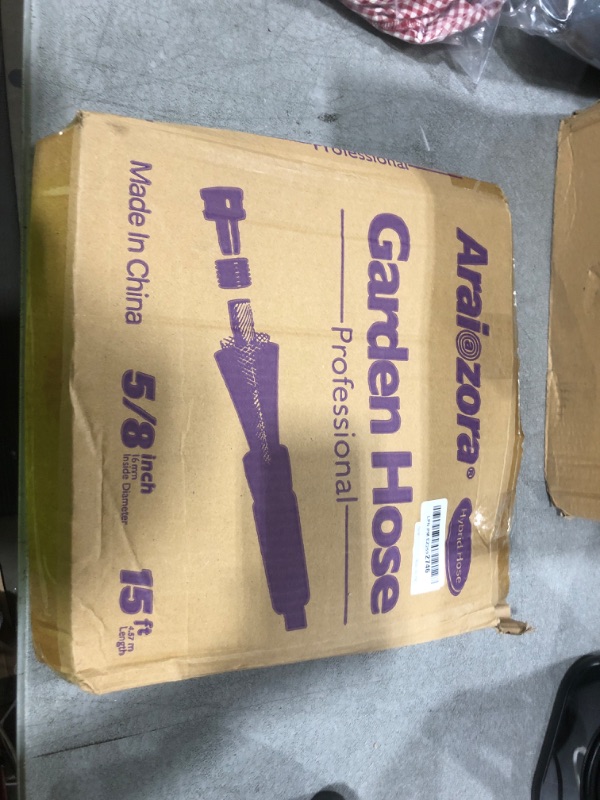 Professional
Araizora®
Hybrid Hose
Garden Hose
Professional
Made In China
5/8 inch
16 mm
Inside Diameter
15 ft
4.57 m
Length